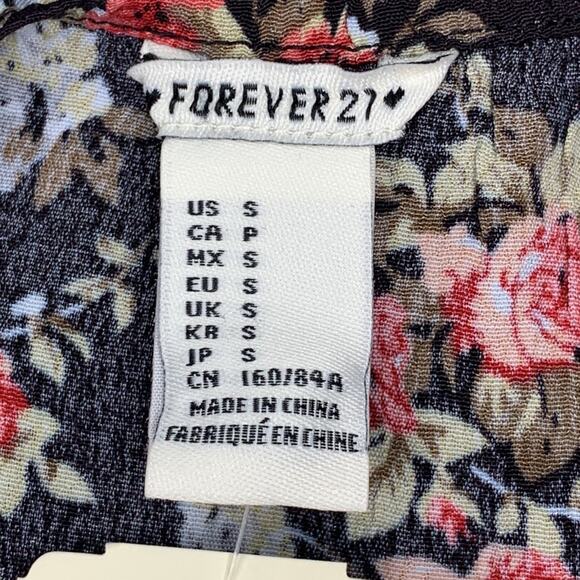 FOREVER 21
US S
CA P
MX S
EU S
UK S
KR S
JP S
CN 160/84A
MADE IN CHINA
FABRIQUÉ EN CHINE